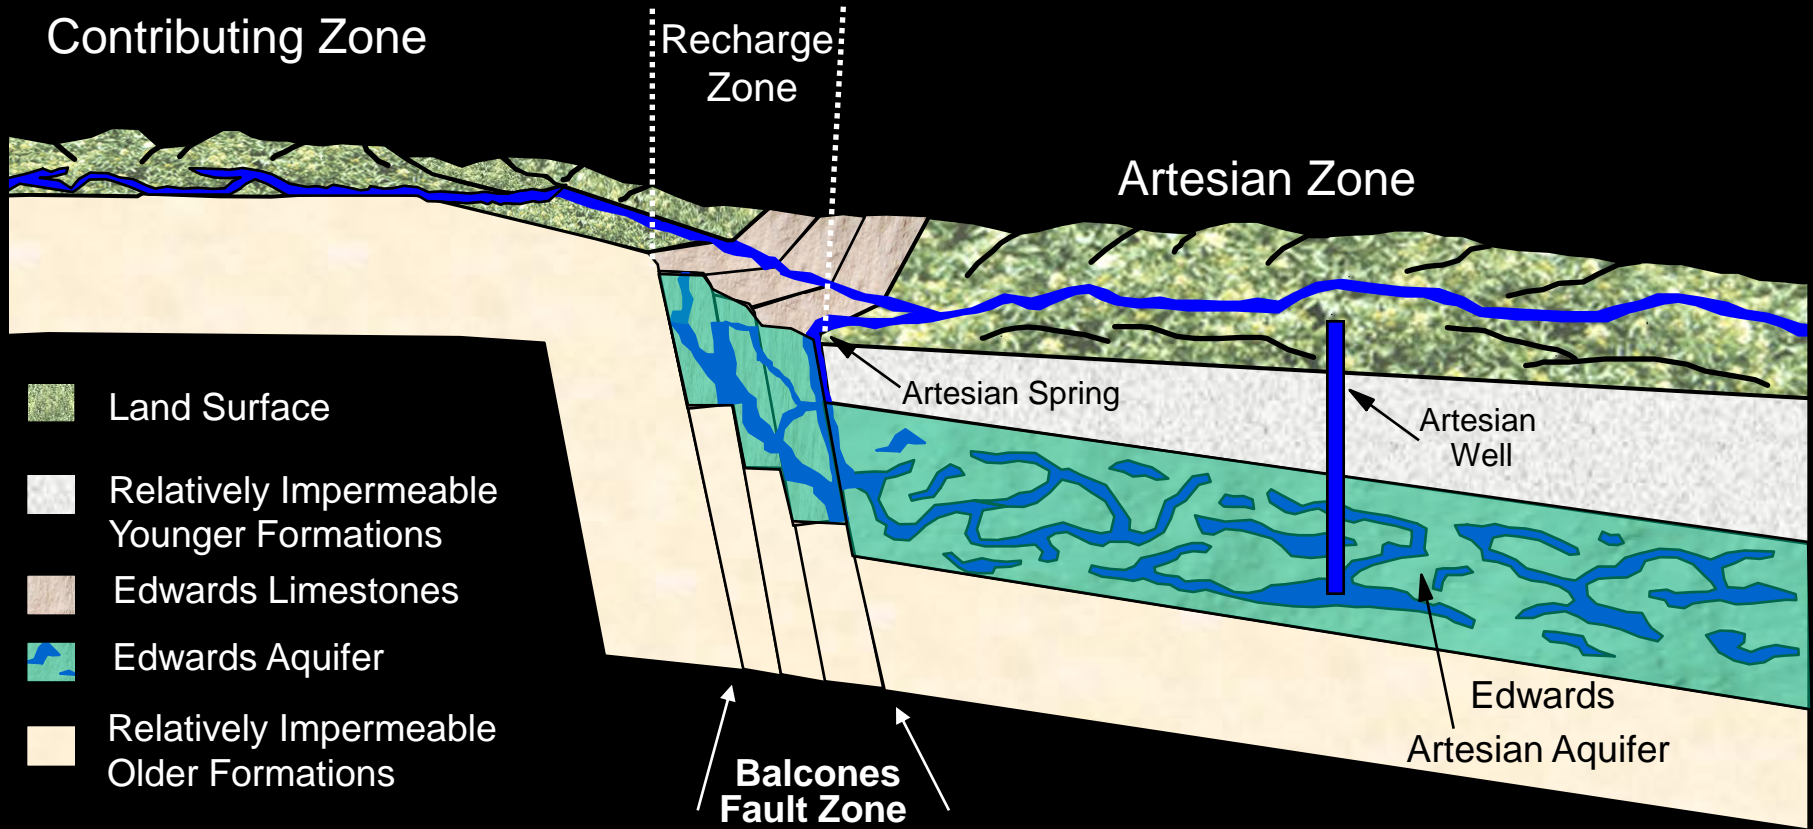 Contributing Zone
Recharge
Zone
Artesian Zone
Artesian Spring
Artesian
Well
Land Surface
Relatively Impermeable
Younger Formations
Edwards Limestones
Edwards Aquifer
Relatively Impermeable
Older Formations
Edwards
Artesian Aquifer
Balcones
Fault Zone